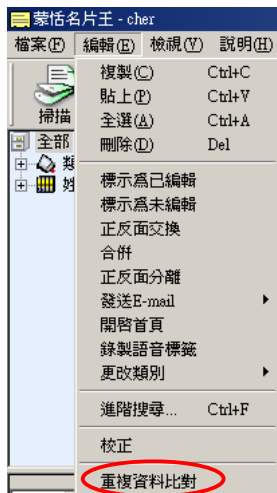 蒙恬名片王 - cher
檔案(F) 編輯(E) 檢視(V) 説明(H)
複製(C) Ctrl+C
貼上(P) Ctrl+V
全選(A) Ctrl+A
刪除(D) Del
標示爲已編輯
標示爲未編輯
正反面交換
合併
正反面分離
發送E-mail
開啓首頁
錄製語音標籤
更改類別
進階搜尋... Ctrl+F
校正
重複資料比對
掃描
全部
類
姓